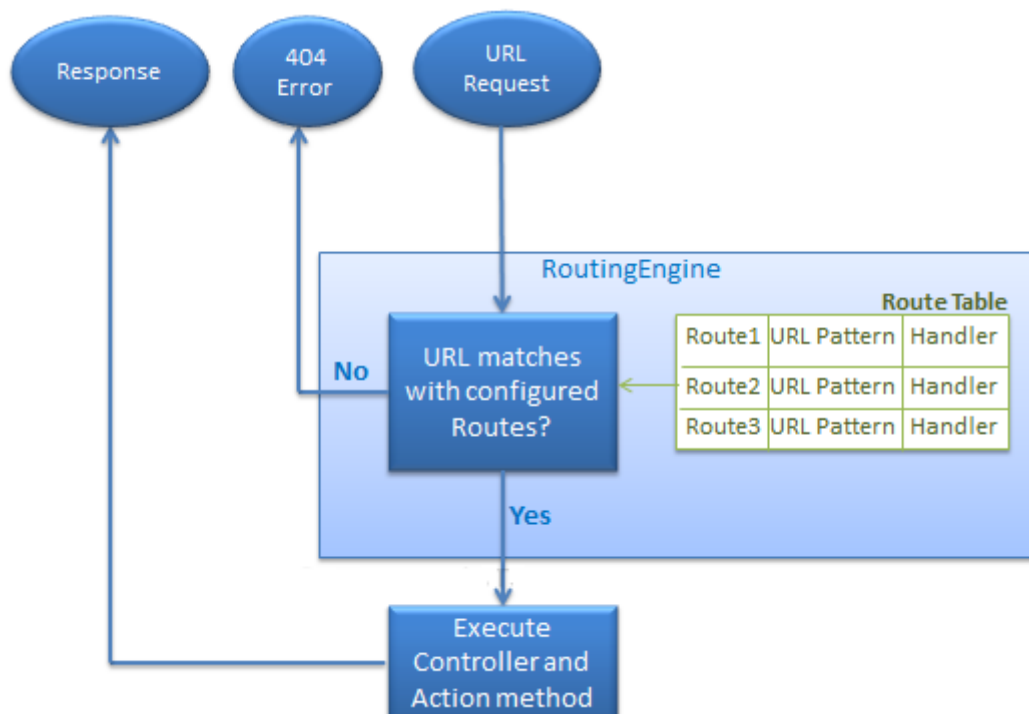 Response
404
Error
URL
Request
RoutingEngine
Route Table
Route1 URL Pattern Handler
Route2 URL Pattern Handler
Route3 URL Pattern Handler
URL matches
with configured
Routes?
No
Yes
Execute
Controller and
Action method